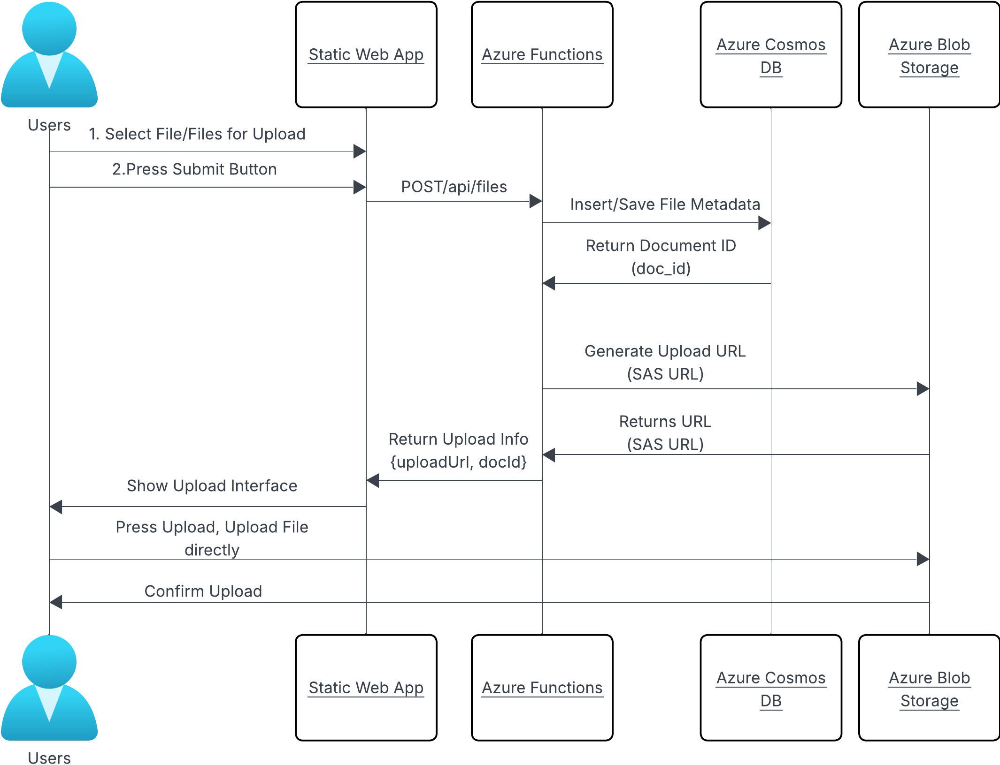 Static Web App
Azure Functions
Azure Cosmos
DB
Azure Blob
Storage
Users
1. Select File/Files for Upload
2.Press Submit Button
POST/api/files
Insert/Save File Metadata
Return Document ID
(doc_id)
Generate Upload URL
(SAS URL)
Returns URL
(SAS URL)
Return Upload Info
{uploadUrl, docId}
Show Upload Interface
Press Upload, Upload File
directly
Confirm Upload
Static Web App
Azure Functions
Azure Cosmos
DB
Azure Blob
Storage
Users